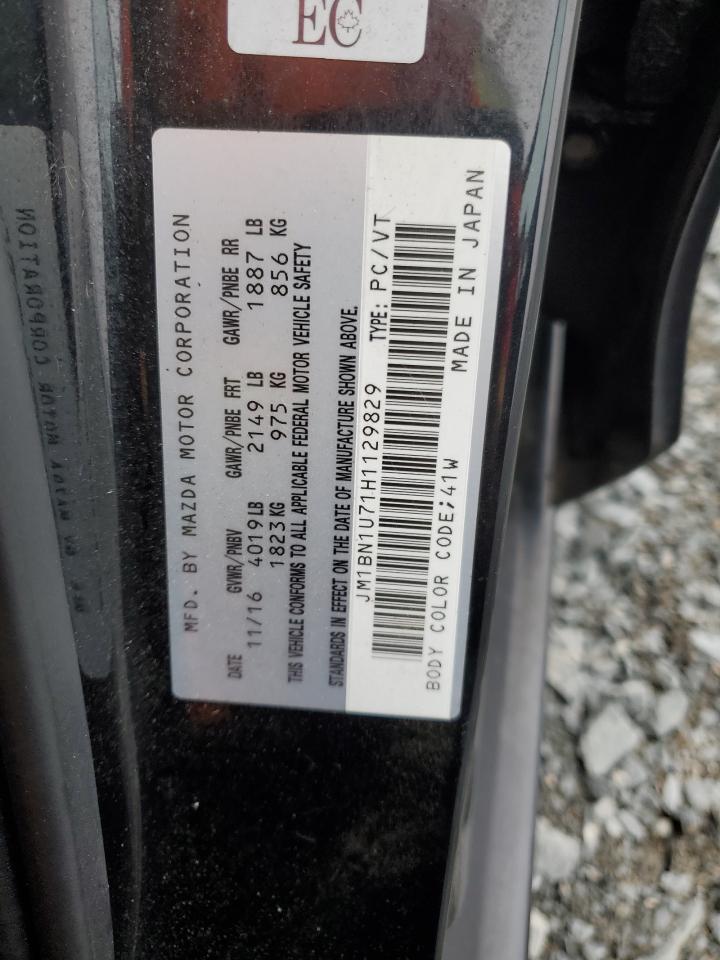 EC
MFD. BY MAZDA MOTOR CORPORATION
DATE GVWR/PNBV GAWR/PNBE FRT GAWR/PNBE RR
11/16 4019LB 2149 LB 1887 LB
1823KG 975 KG 856 KG
THIS VEHICLE CONFORMS TO ALL APPLICABLE FEDERAL MOTOR VEHICLE SAFETY
STANDARDS IN EFFECT ON THE DATE OF MANUFACTURE SHOWN ABOVE.
JM1BN1U71H1129829 TYPE: PC/VT
BODY COLOR CODE;41W MADE IN JAPAN